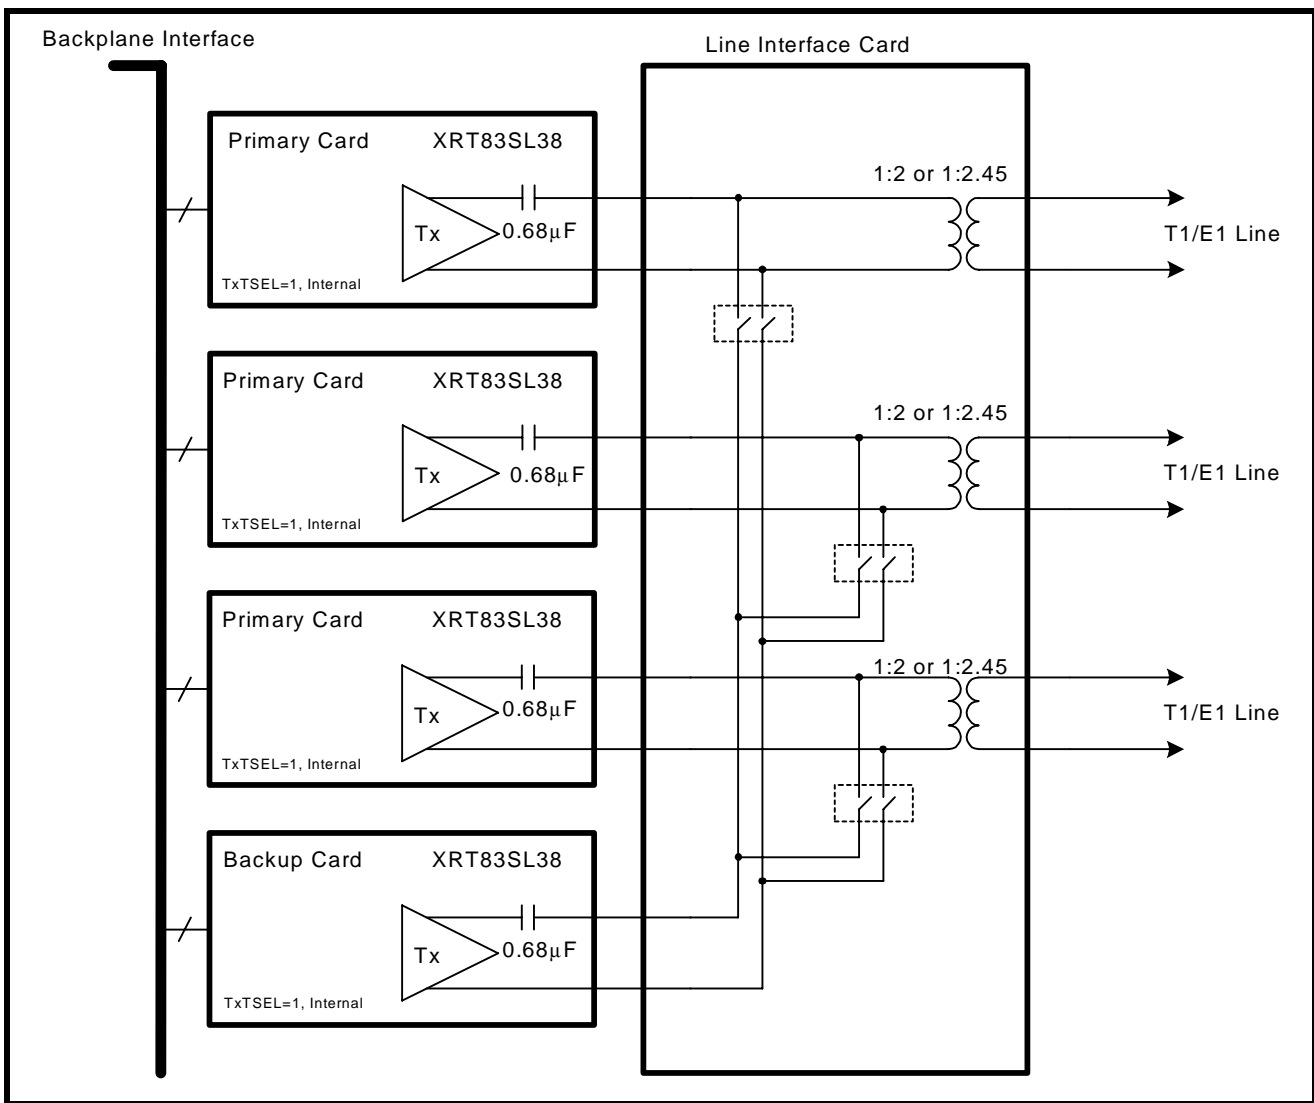 Backplane Interface
Line Interface Card
Primary Card XRT83SL38
1:2 or 1:2.45
Tx
0.68μF
T1/E1 Line
TxTSEL=1, Internal
Primary Card XRT83SL38
1:2 or 1:2.45
Tx
0.68μF
T1/E1 Line
TxTSEL=1, Internal
Primary Card XRT83SL38
1:2 or 1:2.45
Tx
0.68μF
T1/E1 Line
TxTSEL=1, Internal
Backup Card XRT83SL38
Tx
0.68μF
TxTSEL=1, Internal